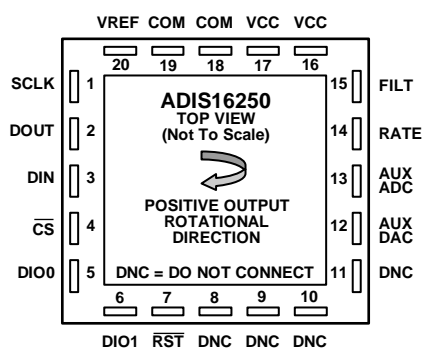 VREF COM COM VCC VCC
20 19 18 17 16
SCLK 1
DOUT 2
DIN 3
CS 4
DIO0 5
ADIS16250
TOP VIEW
(Not To Scale)
POSITIVE OUTPUT
ROTATIONAL
DIRECTION
DNC = DO NOT CONNECT
15 FILT
14 RATE
13 AUX
ADC
12 AUX
DAC
11 DNC
6 7 8 9 10
DIO1 RST DNC DNC DNC